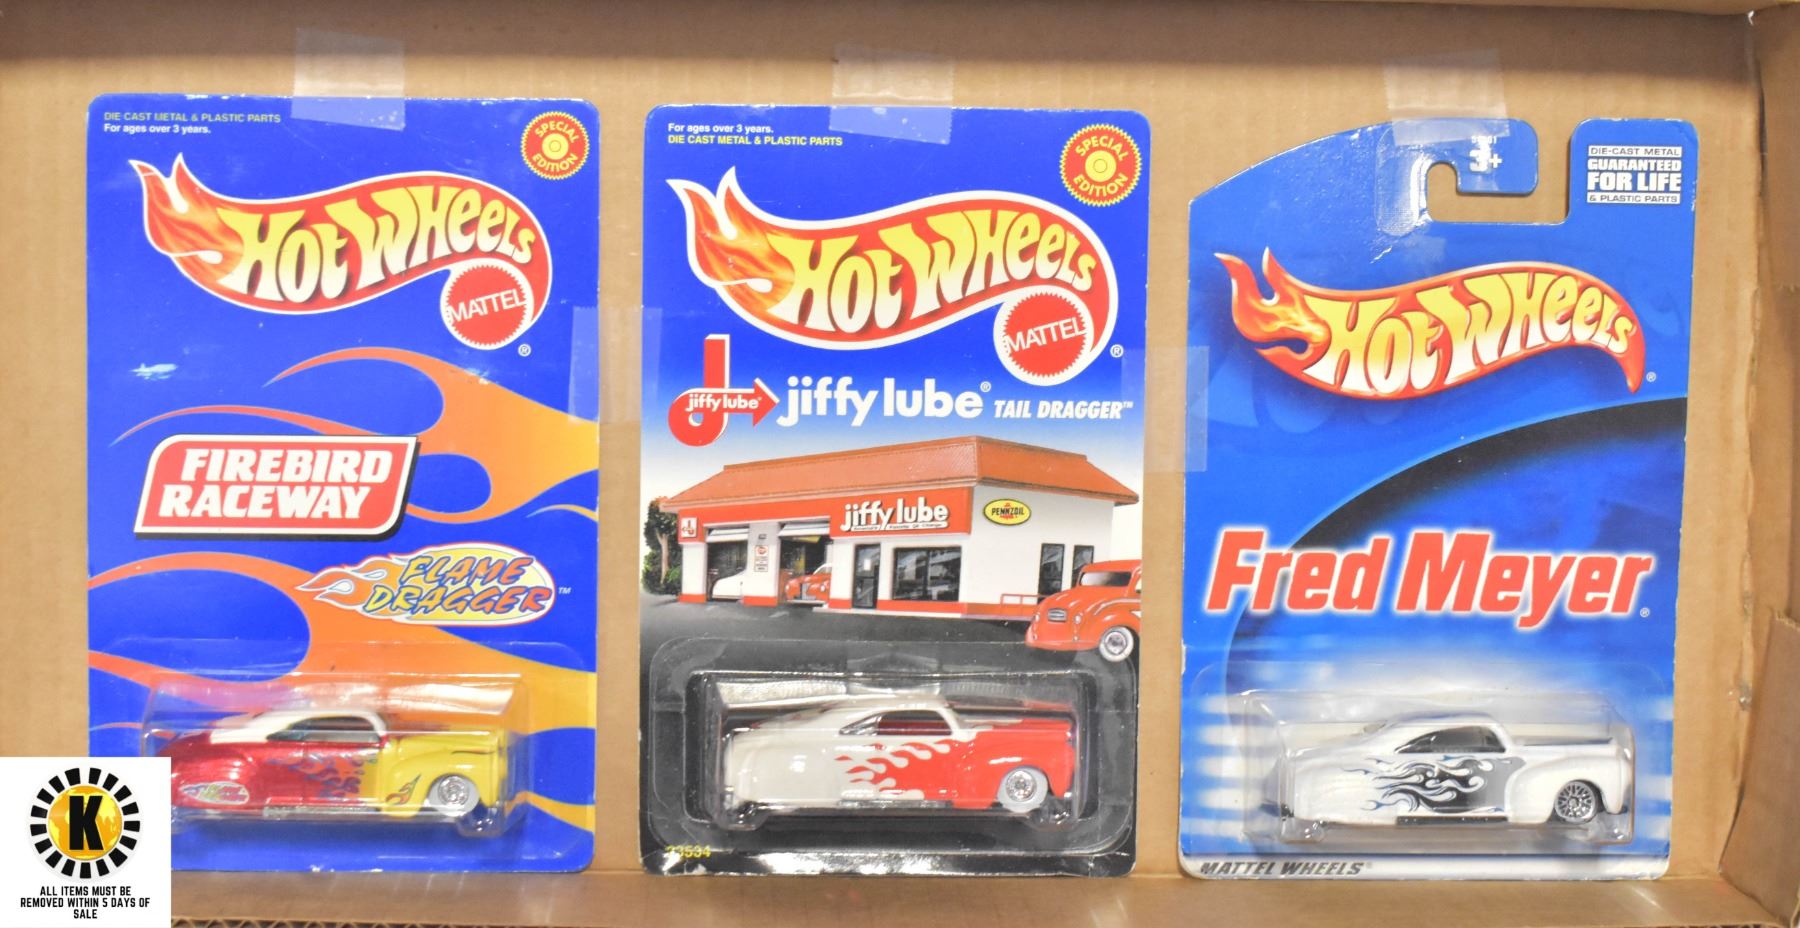 DIE CAST METAL & PLASTIC PARTS
For ages over 3 years.
SPECIAL
EDITION
HOT WHEELS
MATTEL
®
FIREBIRD
RACEWAY
FLAME
DRAGGER™
For ages over 3 years.
DIE CAST METAL & PLASTIC PARTS
SPECIAL
EDITION
HOT WHEELS
MATTEL
®
jiffy lube®
jiffy lube® TAIL DRAGGER™
jiffy lube
PENNZOIL
3+
DIE-CAST METAL
GUARANTEED
FOR LIFE
& PLASTIC PARTS
HOT WHEELS
®
Fred Meyer®
MATTEL WHEELS®
K
ALL ITEMS MUST BE
REMOVED WITHIN 5 DAYS OF
SALE